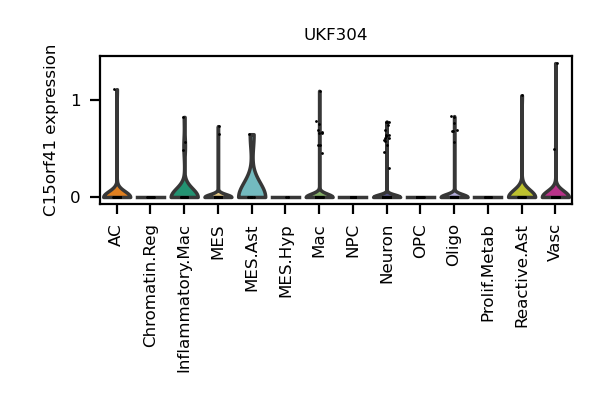 UKF304
C15orf41 expression
1
0
AC
Chromatin.Reg
Inflammatory.Mac
MES
MES.Ast
MES.Hyp
Mac
NPC
Neuron
OPC
Oligo
Prolif.Metab
Reactive.Ast
Vasc